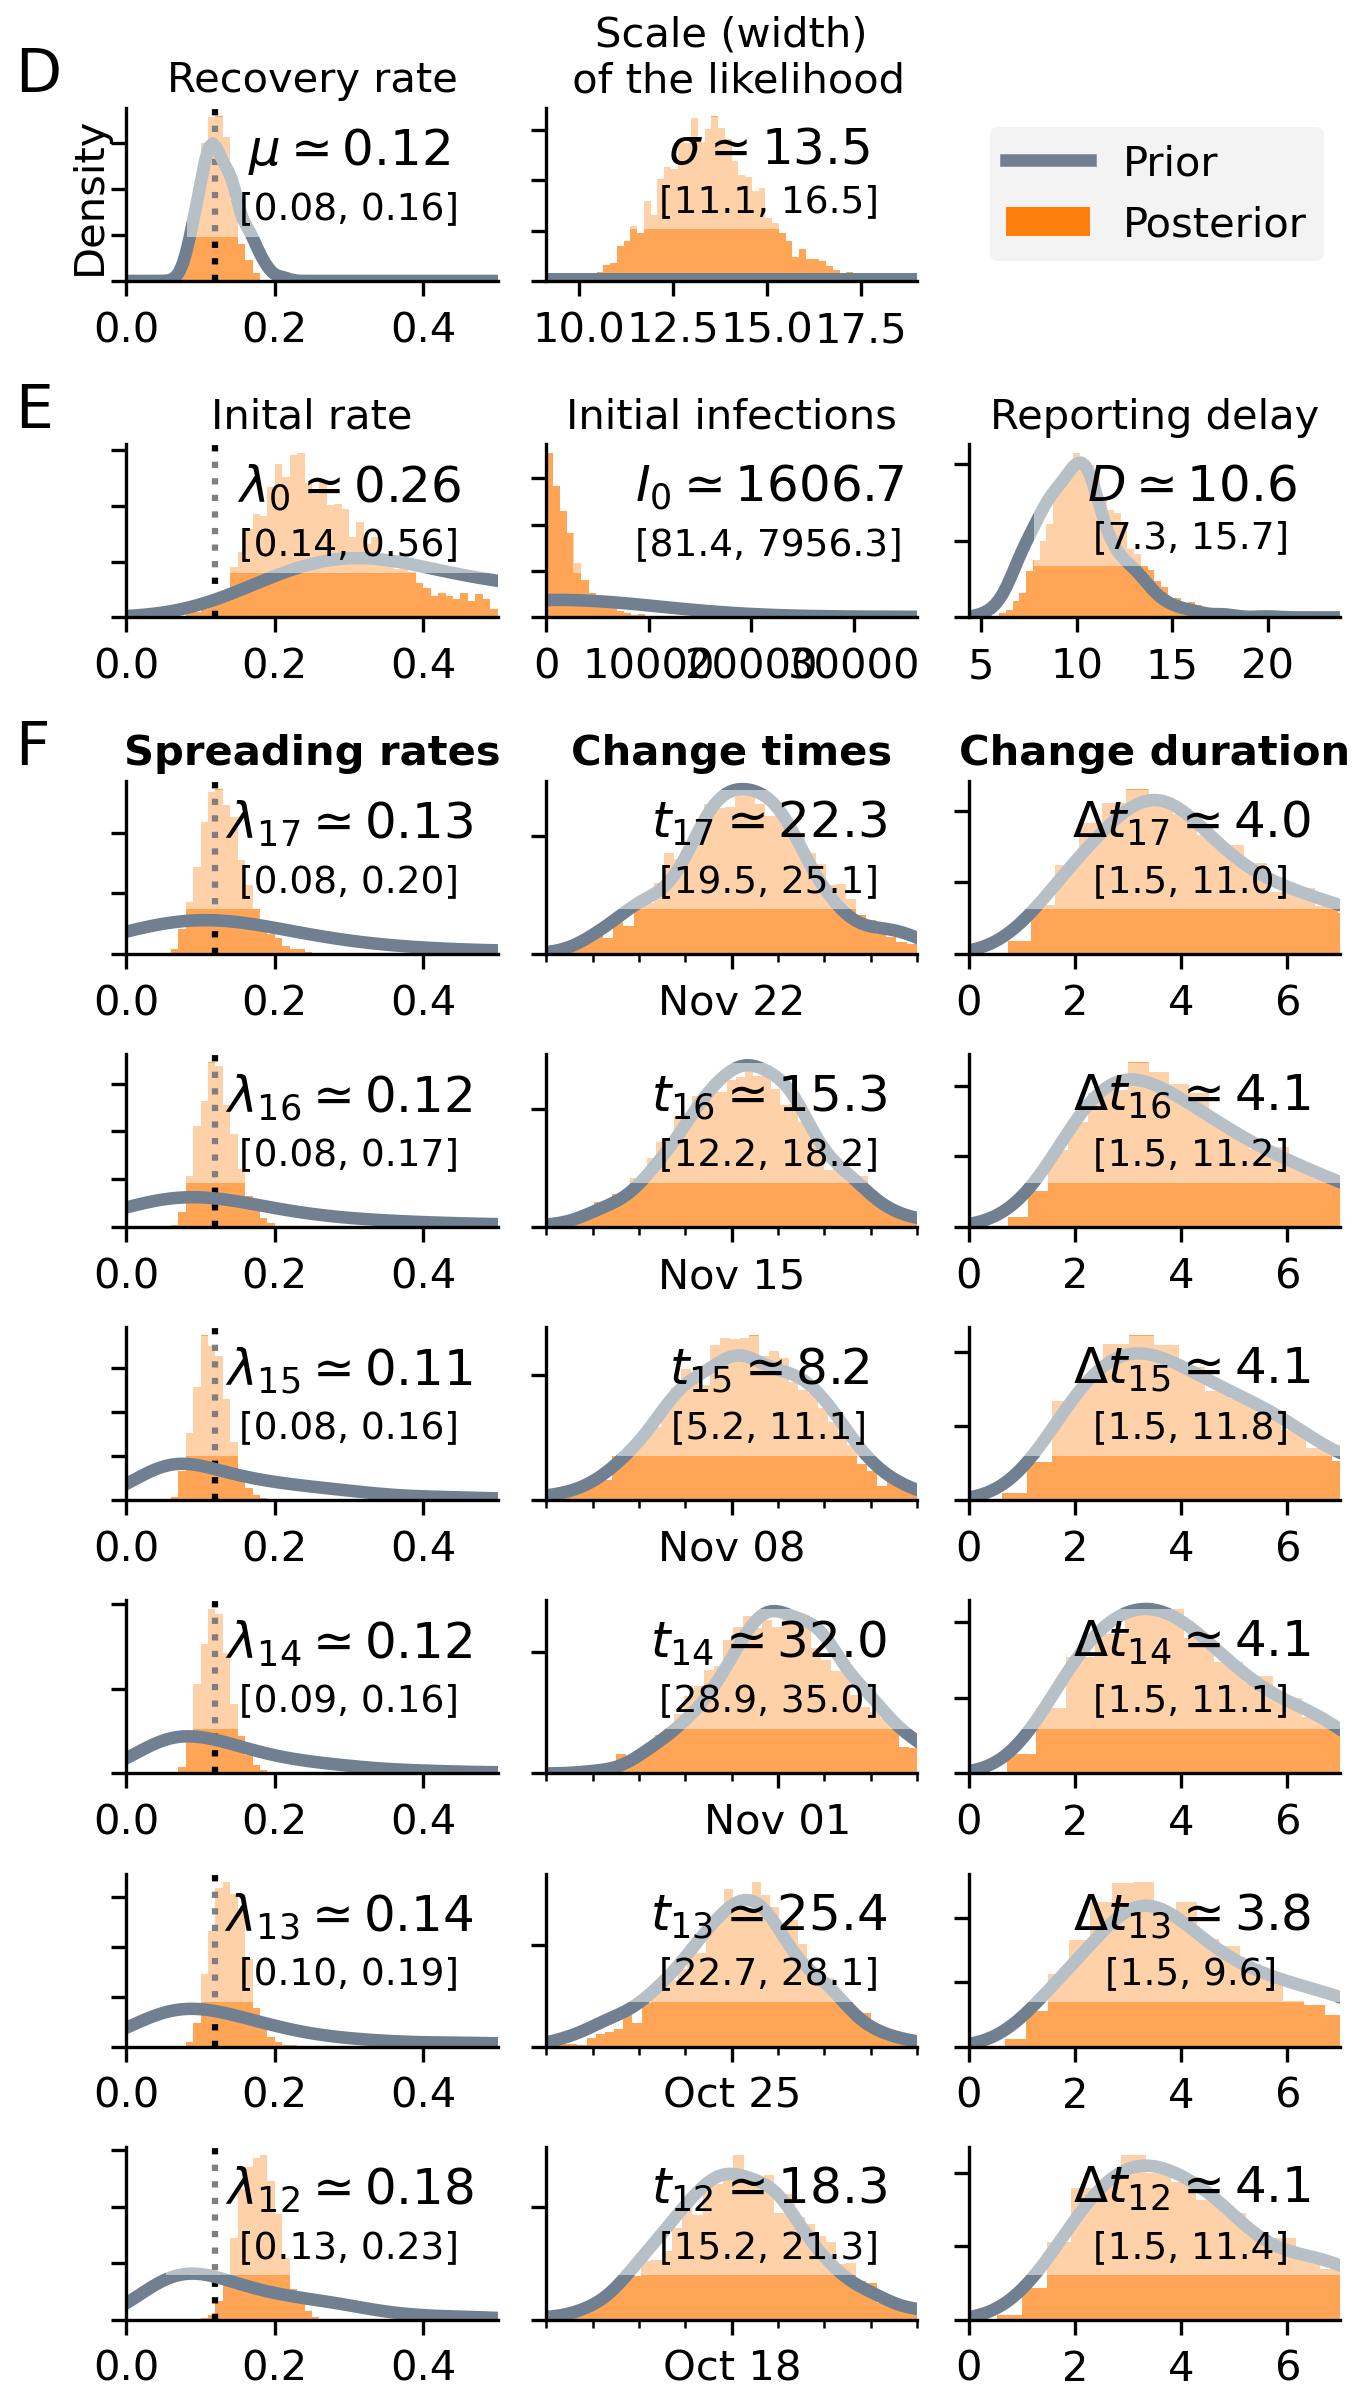 D
Recovery rate
Scale (width)
of the likelihood
Density
μ ≃ 0.12
[0.08, 0.16]
σ ≃ 13.5
[11.1, 16.5]
Prior
Posterior
0.0 0.2 0.4
10.0 12.5 15.0 17.5
E
Inital rate
Initial infections
Reporting delay
λ0 ≃ 0.26
[0.14, 0.56]
I0 ≃ 1606.7
[81.4, 7956.3]
D ≃ 10.6
[7.3, 15.7]
0.0 0.2 0.4
0 10000 20000 30000
5 10 15 20
F
Spreading rates
Change times
Change duration
λ17 ≃ 0.13
[0.08, 0.20]
t17 ≃ 22.3
[19.5, 25.1]
Δt17 ≃ 4.0
[1.5, 11.0]
0.0 0.2 0.4
Nov 22
0 2 4 6
λ16 ≃ 0.12
[0.08, 0.17]
t16 ≃ 15.3
[12.2, 18.2]
Δt16 ≃ 4.1
[1.5, 11.2]
0.0 0.2 0.4
Nov 15
0 2 4 6
λ15 ≃ 0.11
[0.08, 0.16]
t15 ≃ 8.2
[5.2, 11.1]
Δt15 ≃ 4.1
[1.5, 11.8]
0.0 0.2 0.4
Nov 08
0 2 4 6
λ14 ≃ 0.12
[0.09, 0.16]
t14 ≃ 32.0
[28.9, 35.0]
Δt14 ≃ 4.1
[1.5, 11.1]
0.0 0.2 0.4
Nov 01
0 2 4 6
λ13 ≃ 0.14
[0.10, 0.19]
t13 ≃ 25.4
[22.7, 28.1]
Δt13 ≃ 3.8
[1.5, 9.6]
0.0 0.2 0.4
Oct 25
0 2 4 6
λ12 ≃ 0.18
[0.13, 0.23]
t12 ≃ 18.3
[15.2, 21.3]
Δt12 ≃ 4.1
[1.5, 11.4]
0.0 0.2 0.4
Oct 18
0 2 4 6